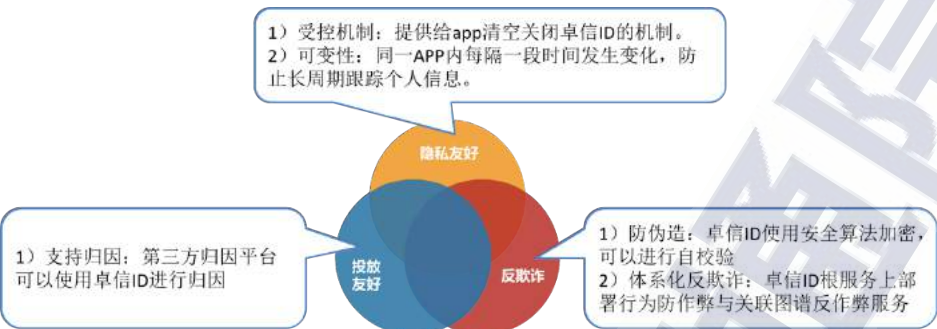 1）受控机制：提供给app清空关闭卓信ID的机制。
2）可变性：同一APP内每隔一段时间发生变化，防
止长周期跟踪个人信息。
隐私友好
1）支持归因：第三方归因平台
可以使用卓信ID进行归因
投放
友好
反欺诈
1）防伪造：卓信ID使用安全算法加密，
可以进行自校验
2）体系化反欺诈：卓信ID根服务上部
署行为防作弊与关联图谱反作弊服务